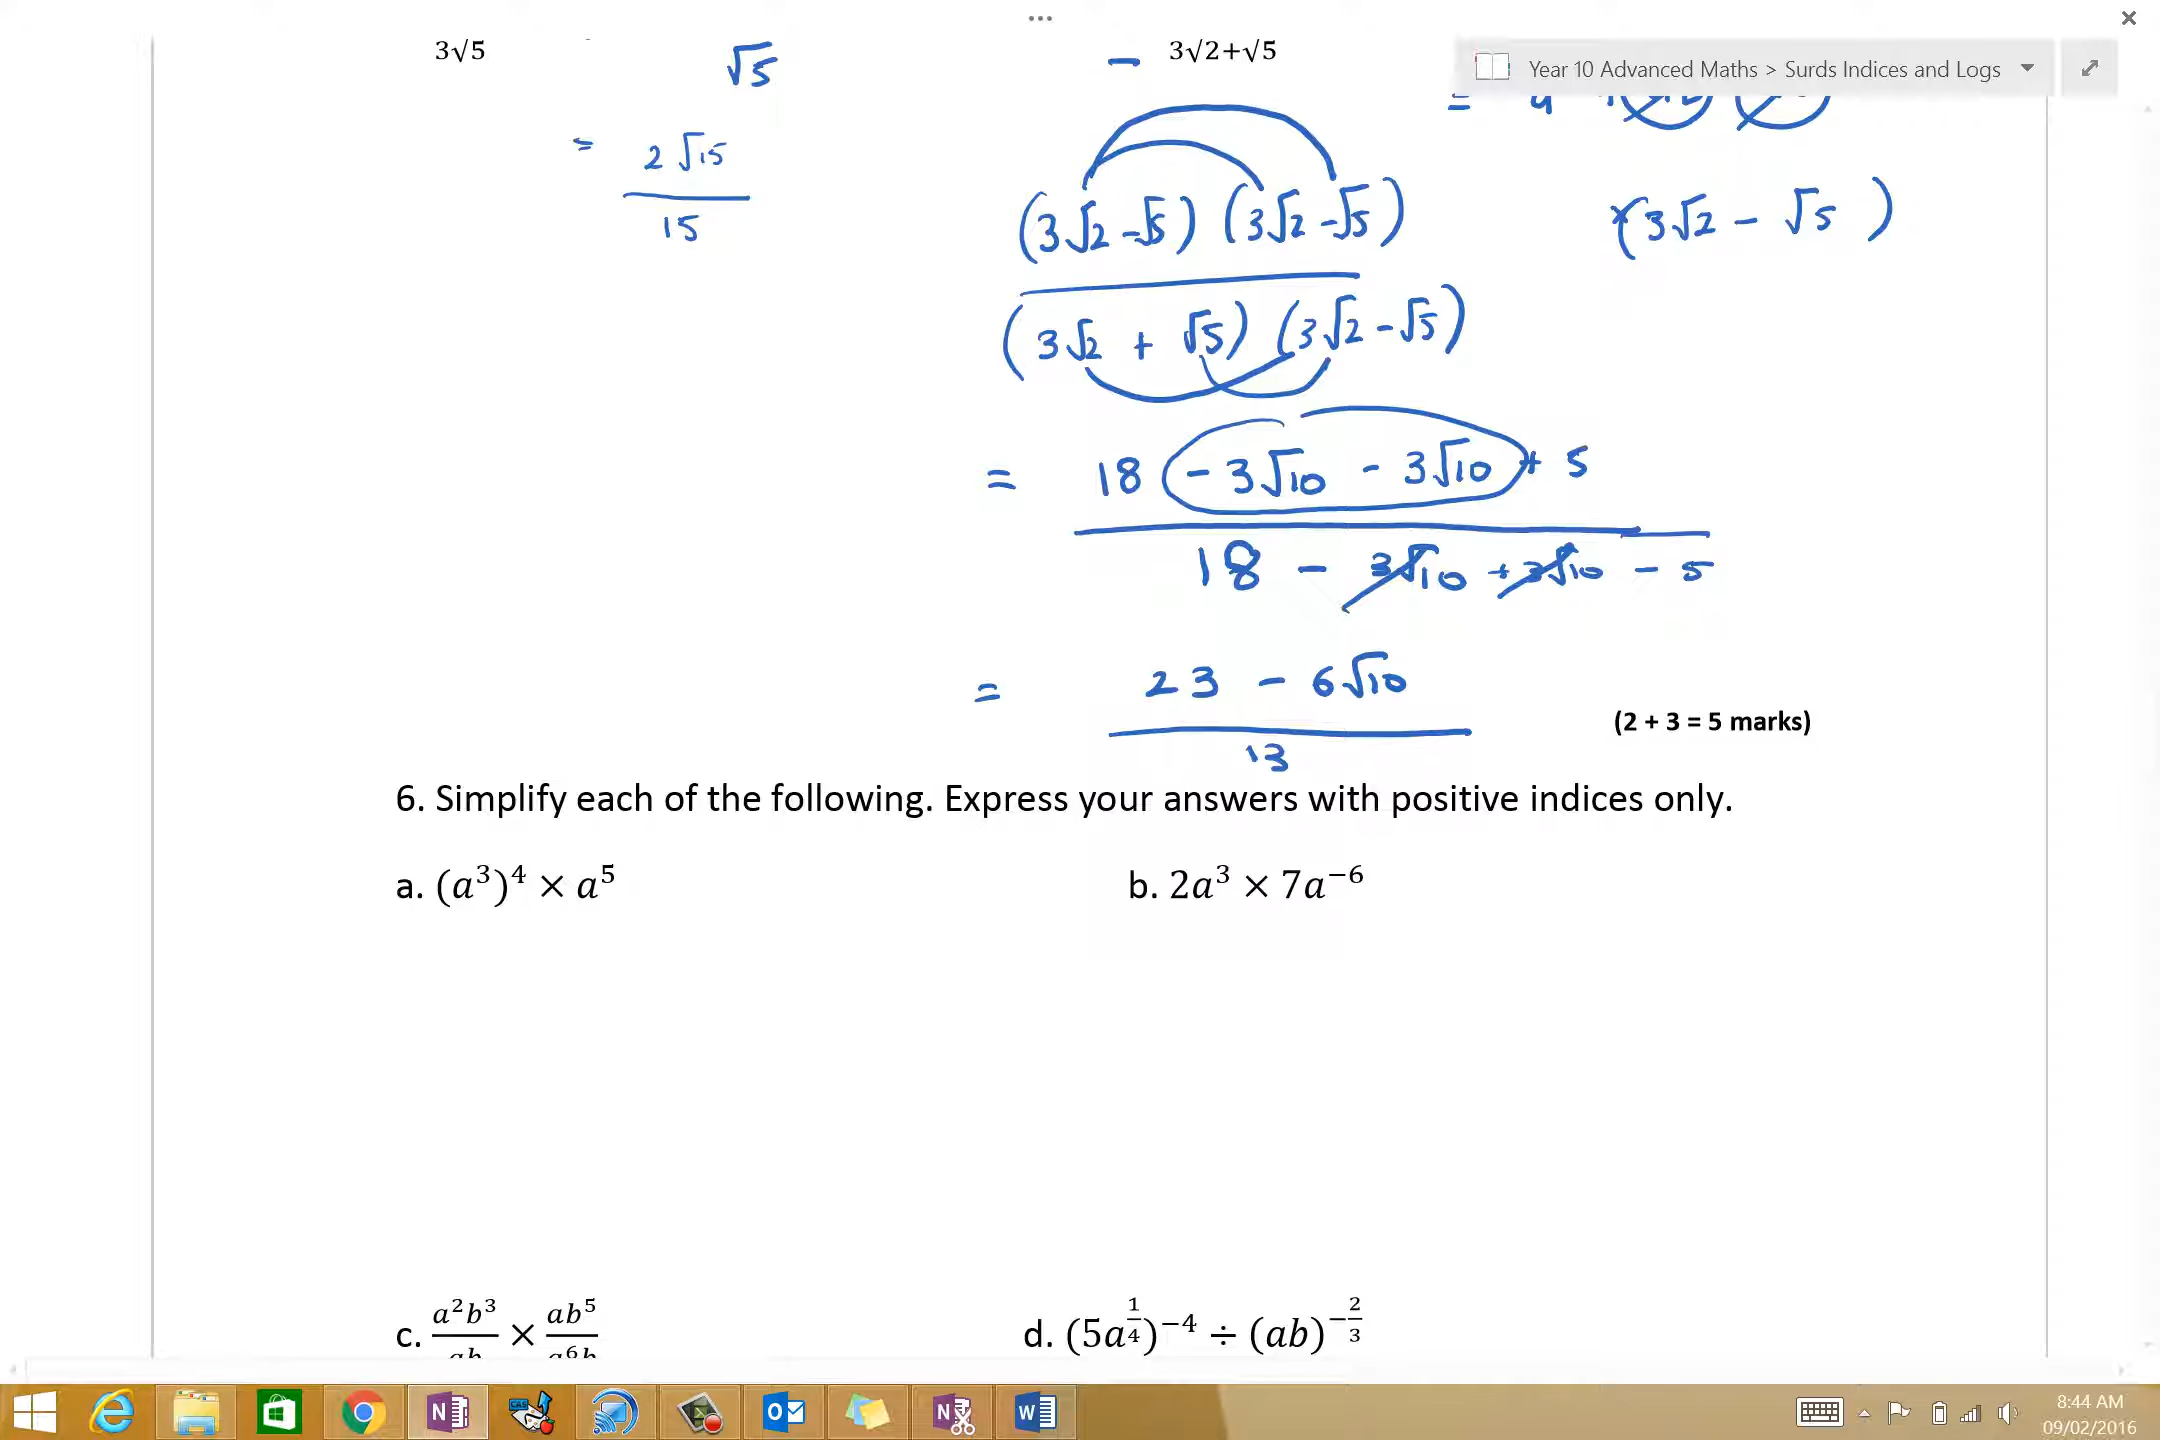 3√5
√5
3√2+√5
Year 10 Advanced Maths > Surds Indices and Logs
= 2√15
15
(3√2 -√5) (3√2 -√5)
×(3√2 - √5 )
(3√2 + √5) (3√2 -√5)
= 18 - 3√10 - 3√10 + 5
18 - 3√10 + 3√10 - 5
= 23 - 6√10
13
(2 + 3 = 5 marks)
6. Simplify each of the following. Express your answers with positive indices only.
a. (a³)⁴ × a⁵
b. 2a³ × 7a⁻⁶
c. a²b³/ab × ab⁵/a⁶b
d. (5a^¼)⁻⁴ ÷ (ab)^-⅔
8:44 AM
09/02/2016